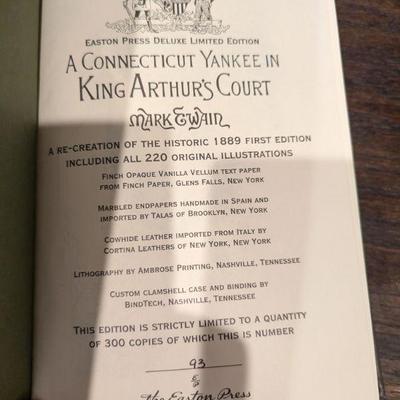 EASTON PRESS DELUXE LIMITED EDITION
A CONNECTICUT YANKEE IN
KING ARTHUR'S COURT
MARK TWAIN
A RE-CREATION OF THE HISTORIC 1889 FIRST EDITION
INCLUDING ALL 220 ORIGINAL ILLUSTRATIONS
FINCH OPAQUE VANILLA VELLUM TEXT PAPER
FROM FINCH PAPER, GLENS FALLS, NEW YORK
MARBLED ENDPAPERS HANDMADE IN SPAIN AND
IMPORTED BY TALAS OF BROOKLYN, NEW YORK
COWHIDE LEATHER IMPORTED FROM ITALY BY
CORTINA LEATHERS OF NEW YORK, NEW YORK
LITHOGRAPHY BY AMBROSE PRINTING, NASHVILLE, TENNESSEE
CUSTOM CLAMSHELL CASE AND BINDING BY
BINDTECH, NASHVILLE, TENNESSEE
THIS EDITION IS STRICTLY LIMITED TO A QUANTITY
OF 300 COPIES OF WHICH THIS IS NUMBER
93
The Easton Press